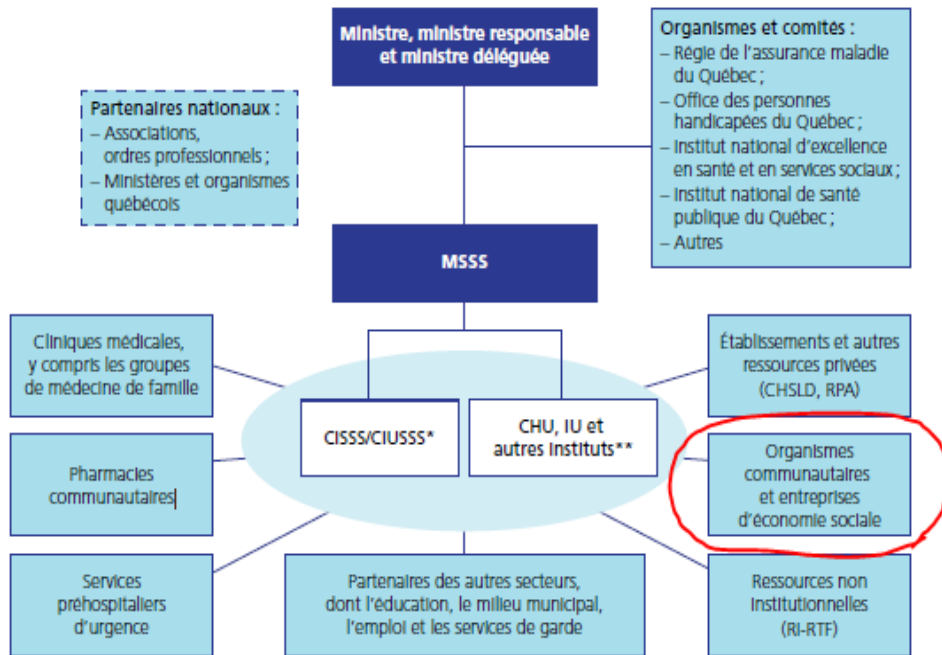 Ministre, ministre responsable
et ministre déléguée
Organismes et comités :
– Régie de l'assurance maladie
du Québec ;
– Office des personnes
handicapées du Québec ;
– Institut national d'excellence
en santé et en services sociaux ;
– Institut national de santé
publique du Québec ;
– Autres
Partenaires nationaux :
– Associations,
ordres professionnels ;
– Ministères et organismes
québécois
MSSS
Cliniques médicales,
y compris les groupes
de médecine de famille
Établissements et autres
ressources privées
(CHSLD, RPA)
CISSS/CIUSSS*
CHU, IU et
autres instituts**
Pharmacies
communautaires
Organismes
communautaires
et entreprises
d'économie sociale
Services
préhospitaliers
d'urgence
Partenaires des autres secteurs,
dont l'éducation, le milieu municipal,
l'emploi et les services de garde
Ressources non
institutionnelles
(RI-RTF)